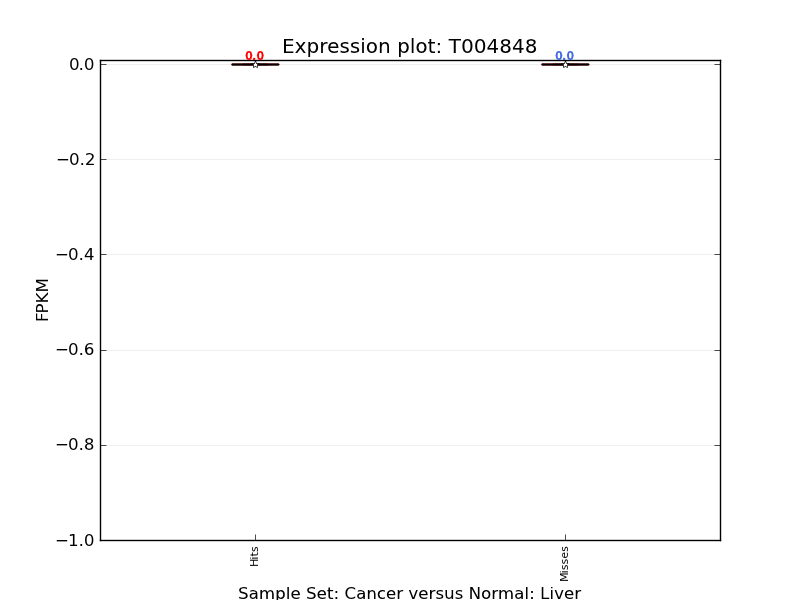 Expression plot: T004848
0.0
0.0
0.0
−0.2
−0.4
−0.6
−0.8
−1.0
FPKM
Hits
Misses
Sample Set: Cancer versus Normal: Liver